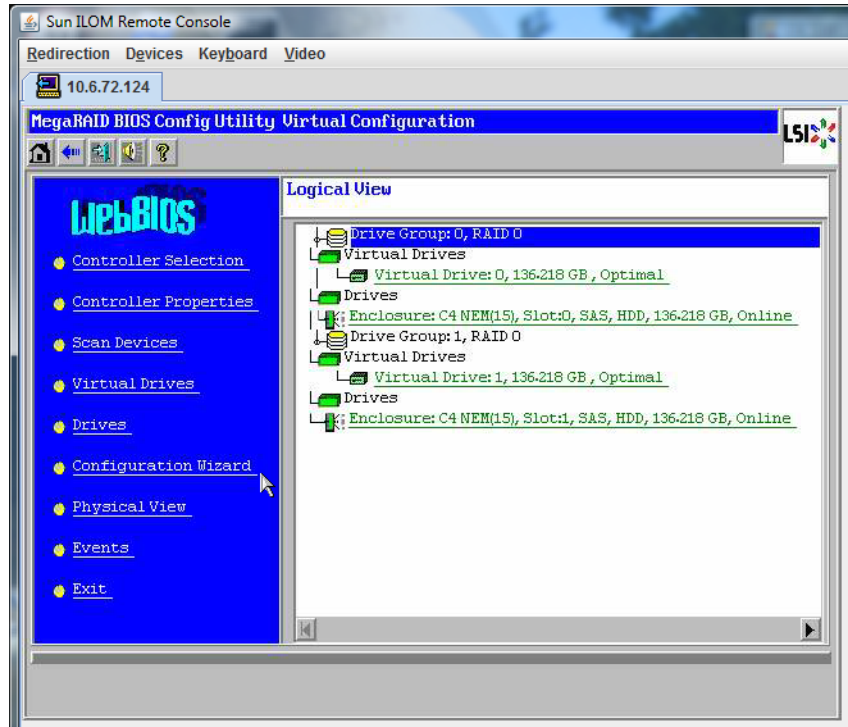 Sun ILOM Remote Console
Redirection Devices Keyboard Video
10.6.72.124
MegaRAID BIOS Config Utility Virtual Configuration
LSI
?
WebBIOS
Logical View
Controller Selection
Controller Properties
Scan Devices
Virtual Drives
Drives
Configuration Wizard
Physical View
Events
Exit
Drive Group: 0, RAID 0
Virtual Drives
Virtual Drive: 0, 136.218 GB , Optimal
Drives
Enclosure: C4 NEM(15), Slot:0, SAS, HDD, 136.218 GB, Online
Drive Group: 1, RAID 0
Virtual Drives
Virtual Drive: 1, 136.218 GB , Optimal
Drives
Enclosure: C4 NEM(15), Slot:1, SAS, HDD, 136.218 GB, Online